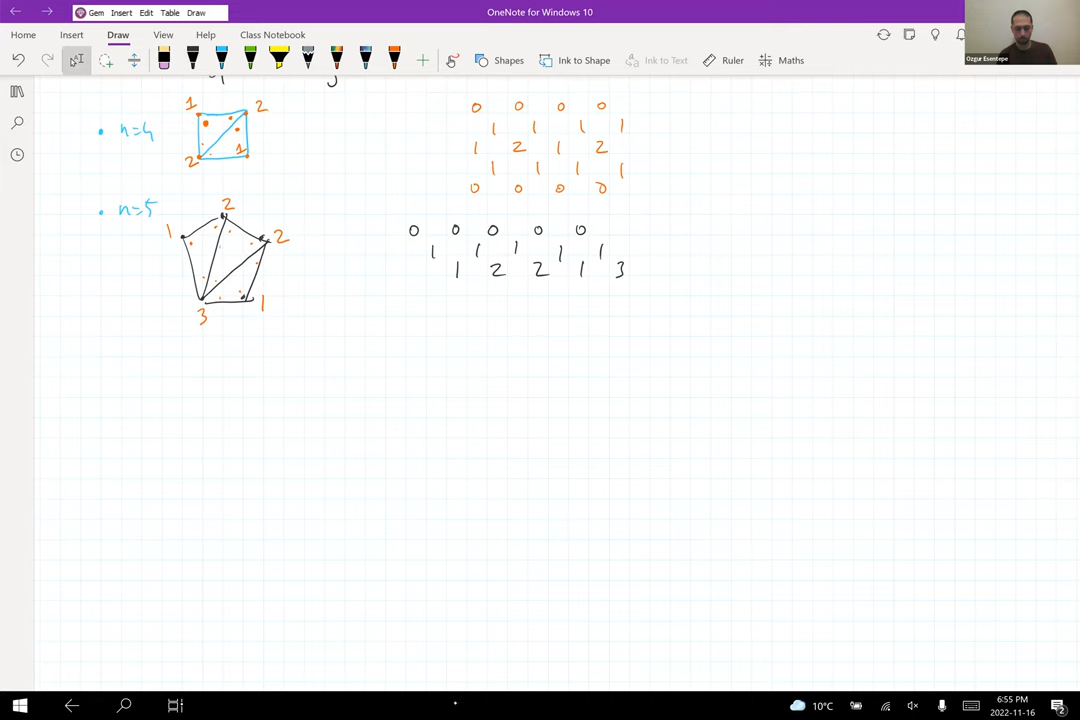 Gem Insert Edit Table Draw
OneNote for Windows 10
Home Insert Draw View Help Class Notebook
Shapes Ink to Shape Ink to Text Ruler Maths
Ozgur Esentepe
• n=4
1 2
2 1
0 0 0 0
1 1 1 1
1 2 1 2
1 1 1 1
0 0 0 0
• n=5
2
1 2
3 1
0 0 0 0 0
1 1 1 1 1
1 2 2 1 3
10°C
6:55 PM
2022-11-16
2